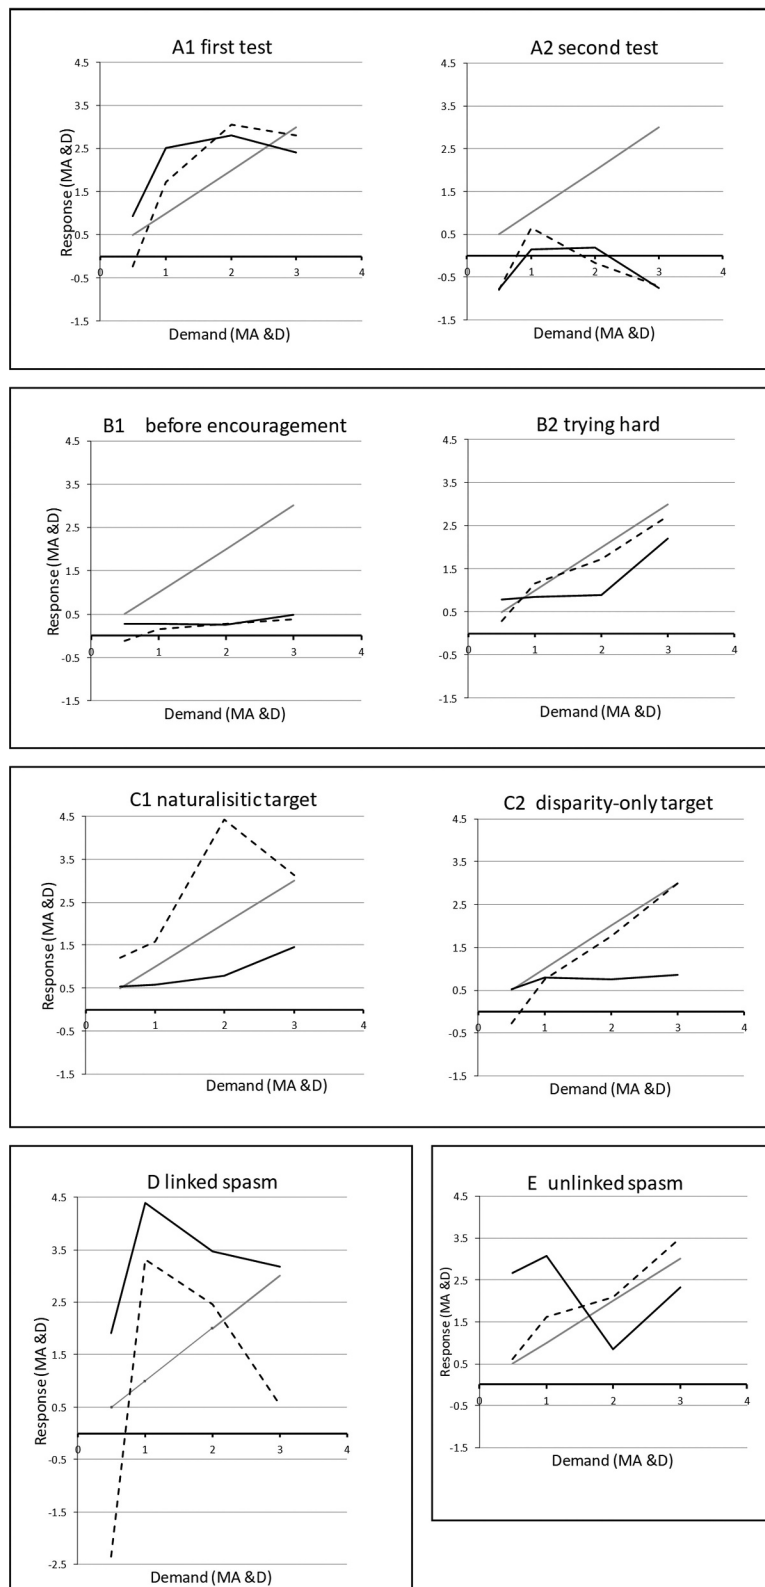 A1 first test
4.5
3.5
2.5
1.5
0.5
-0.5
-1.5
0 1 2 3 4
Response (MA &D)
Demand (MA &D)
A2 second test
4.5
3.5
2.5
1.5
0.5
-0.5
-1.5
0 1 2 3 4
Demand (MA &D)
B1 before encouragement
4.5
3.5
2.5
1.5
0.5
-0.5
-1.5
0 1 2 3 4
Response (MA &D)
Demand (MA &D)
B2 trying hard
4.5
3.5
2.5
1.5
0.5
-0.5
-1.5
0 1 2 3 4
Demand (MA &D)
C1 naturalisitic target
4.5
3.5
2.5
1.5
0.5
-0.5
-1.5
0 1 2 3 4
Response (MA &D)
Demand (MA &D)
C2 disparity-only target
4.5
3.5
2.5
1.5
0.5
-0.5
-1.5
0 1 2 3 4
Demand (MA &D)
D linked spasm
4.5
3.5
2.5
1.5
0.5
-0.5
-1.5
-2.5
0 1 2 3 4
Response (MA &D)
Demand (MA &D)
E unlinked spasm
4.5
3.5
2.5
1.5
0.5
-0.5
-1.5
0 1 2 3 4
Response (MA &D)
Demand (MA &D)